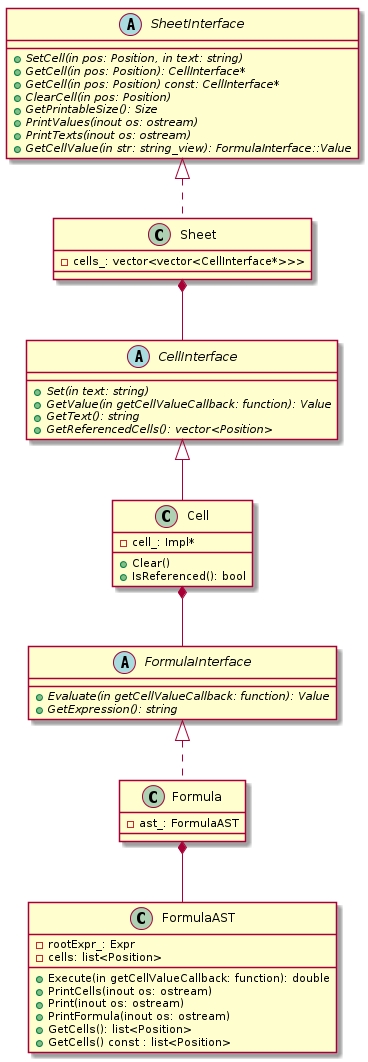 A SheetInterface
SetCell(in pos: Position, in text: string)
GetCell(in pos: Position): CellInterface*
GetCell(in pos: Position) const: CellInterface*
ClearCell(in pos: Position)
GetPrintableSize(): Size
PrintValues(inout os: ostream)
PrintTexts(inout os: ostream)
GetCellValue(in str: string_view): FormulaInterface::Value
C Sheet
cells_: vector<vector<CellInterface*>>>
A CellInterface
Set(in text: string)
GetValue(in getCellValueCallback: function): Value
GetText(): string
GetReferencedCells(): vector<Position>
C Cell
cell_: Impl*
Clear()
IsReferenced(): bool
A FormulaInterface
Evaluate(in getCellValueCallback: function): Value
GetExpression(): string
C Formula
ast_: FormulaAST
C FormulaAST
rootExpr_: Expr
cells: list<Position>
Execute(in getCellValueCallback: function): double
PrintCells(inout os: ostream)
Print(inout os: ostream)
PrintFormula(inout os: ostream)
GetCells(): list<Position>
GetCells() const : list<Position>